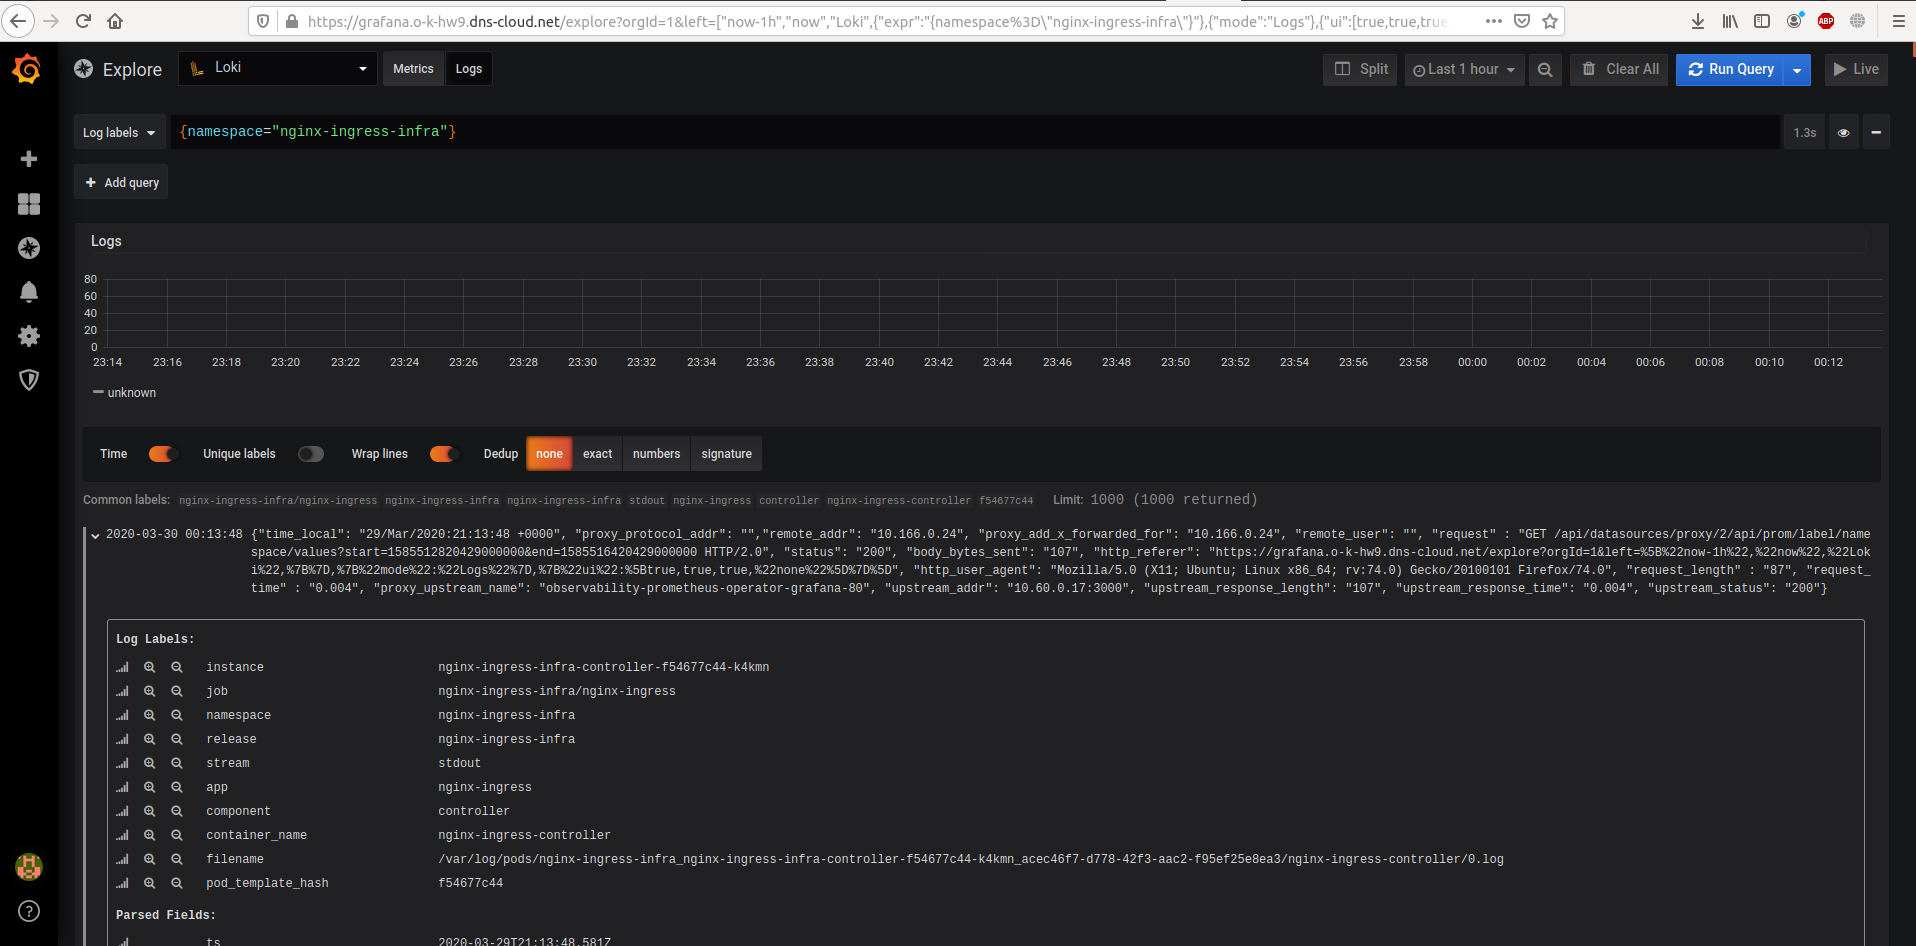 https://grafana.o-k-hw9.dns-cloud.net/explore?orgId=1&left=["now-1h","now","Loki",{"expr":"{namespace%3D\"nginx-ingress-infra\"}"},{"mode":"Logs"},{"ui":[true,true,true
ABP
Explore Loki Metrics Logs Split Last 1 hour Clear All Run Query Live
Log labels {namespace="nginx-ingress-infra"} 1.3s
+ Add query
Logs
80
60
40
20
0
23:14 23:16 23:18 23:20 23:22 23:24 23:26 23:28 23:30 23:32 23:34 23:36 23:38 23:40 23:42 23:44 23:46 23:48 23:50 23:52 23:54 23:56 23:58 00:00 00:02 00:04 00:06 00:08 00:10 00:12
unknown
Time Unique labels Wrap lines Dedup none exact numbers signature
Common labels: nginx-ingress-infra/nginx-ingress nginx-ingress-infra nginx-ingress-infra stdout nginx-ingress controller nginx-ingress-controller f54677c44 Limit: 1000 (1000 returned)
2020-03-30 00:13:48 {"time_local": "29/Mar/2020:21:13:48 +0000", "proxy_protocol_addr": "","remote_addr": "10.166.0.24", "proxy_add_x_forwarded_for": "10.166.0.24", "remote_user": "", "request" : "GET /api/datasources/proxy/2/api/prom/label/name
space/values?start=1585512820429000000&end=1585516420429000000 HTTP/2.0", "status": "200", "body_bytes_sent": "107", "http_referer": "https://grafana.o-k-hw9.dns-cloud.net/explore?orgId=1&left=%5B%22now-1h%22,%22now%22,%22Lok
i%22,%7B%7D,%7B%22mode%22:%22Logs%22%7D,%7B%22ui%22:%5Btrue,true,true,%22none%22%5D%7D%5D", "http_user_agent": "Mozilla/5.0 (X11; Ubuntu; Linux x86_64; rv:74.0) Gecko/20100101 Firefox/74.0", "request_length" : "87", "request_
time" : "0.004", "proxy_upstream_name": "observability-prometheus-operator-grafana-80", "upstream_addr": "10.60.0.17:3000", "upstream_response_length": "107", "upstream_response_time": "0.004", "upstream_status": "200"}
Log Labels:
instance nginx-ingress-infra-controller-f54677c44-k4kmn
job nginx-ingress-infra/nginx-ingress
namespace nginx-ingress-infra
release nginx-ingress-infra
stream stdout
app nginx-ingress
component controller
container_name nginx-ingress-controller
filename /var/log/pods/nginx-ingress-infra_nginx-ingress-infra-controller-f54677c44-k4kmn_acec46f7-d778-42f3-aac2-f95ef25e8ea3/nginx-ingress-controller/0.log
pod_template_hash f54677c44
Parsed Fields:
ts 2020-03-29T21:13:48.581Z